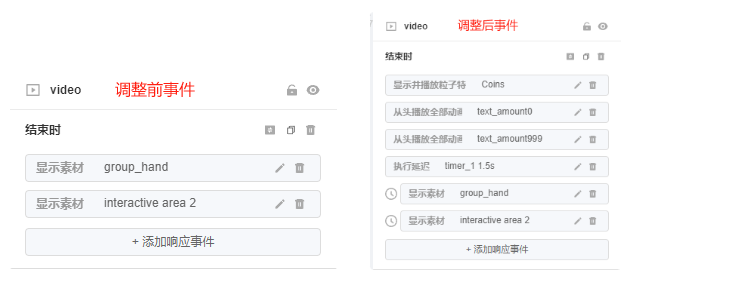 video 调整前事件
结束时
显示素材 group_hand
显示素材 interactive area 2
+ 添加响应事件
video 调整后事件
结束时
显示并播放粒子特 Coins
从头播放全部动画 text_amount0
从头播放全部动画 text_amount999
执行延迟 timer_1 1.5s
显示素材 group_hand
显示素材 interactive area 2
+ 添加响应事件